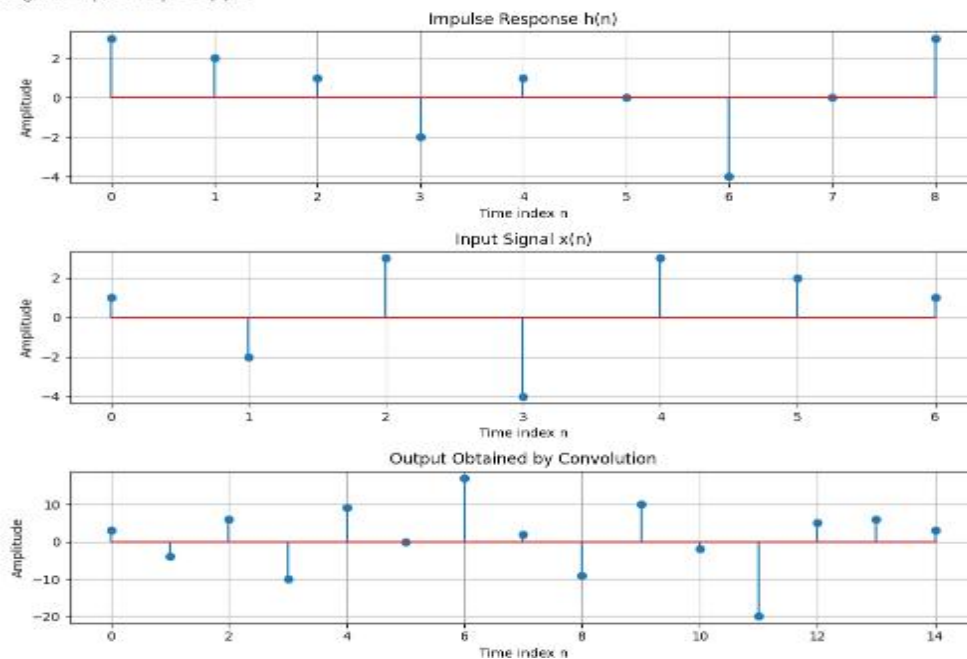 Impulse Response h(n)
2
0
−2
−4
Amplitude
0 1 2 3 4 5 6 7 8
Time index n
Input Signal x(n)
2
0
−2
−4
Amplitude
0 1 2 3 4 5 6
Time index n
Output Obtained by Convolution
10
0
−10
−20
Amplitude
0 2 4 6 8 10 12 14
Time index n